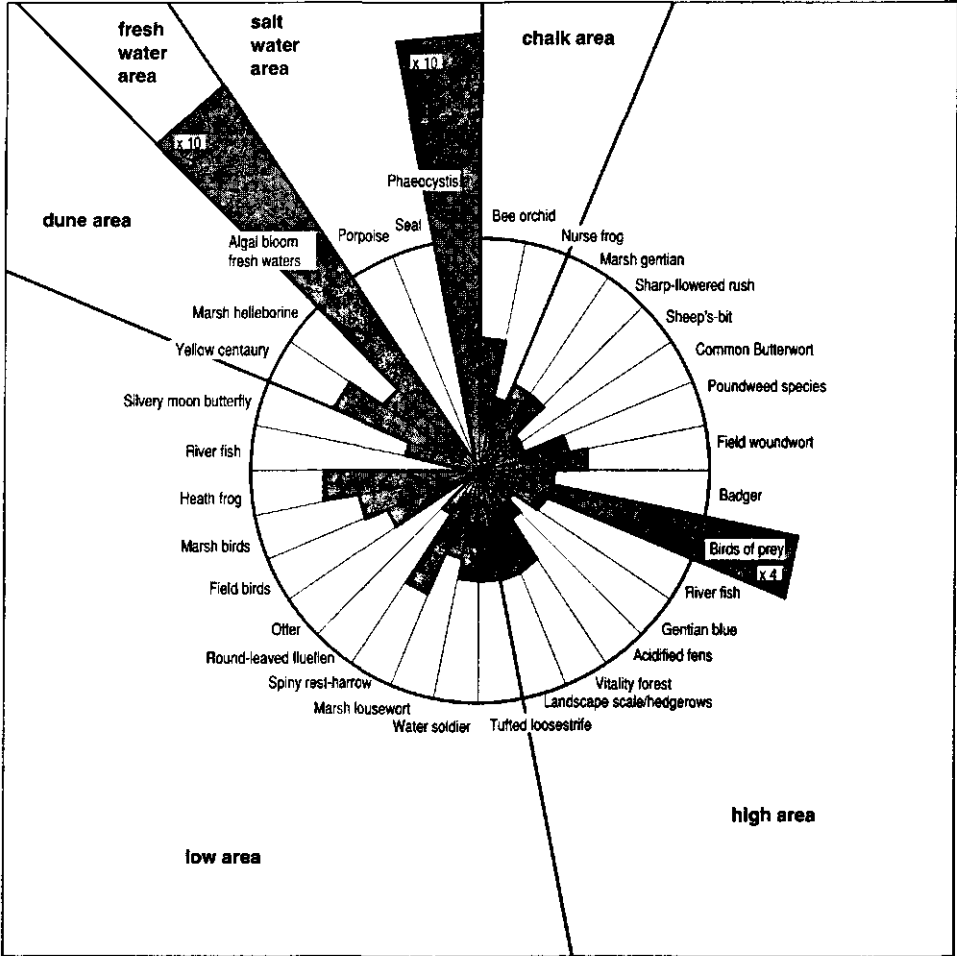 fresh
water
area
salt
water
area
chalk area
x 10
x 10
Phaeocystis
dune area
Bee orchid
Seal
Porpoise
Nurse frog
Algal bloom
fresh waters
Marsh gentian
Sharp-flowered rush
Marsh helleborine
Sheep's-bit
Yellow centaury
Common Butterwort
Poundweed species
Silvery moon butterfly
River fish
Field woundwort
Heath frog
Badger
Marsh birds
Birds of prey
x 4
Field birds
River fish
Otter
Gentian blue
Round-leaved fluellen
Acidified fens
Spiny rest-harrow
Vitality forest
Marsh lousewort
Landscape scale/hedgerows
Water soldier
Tufted loosestrife
high area
low area